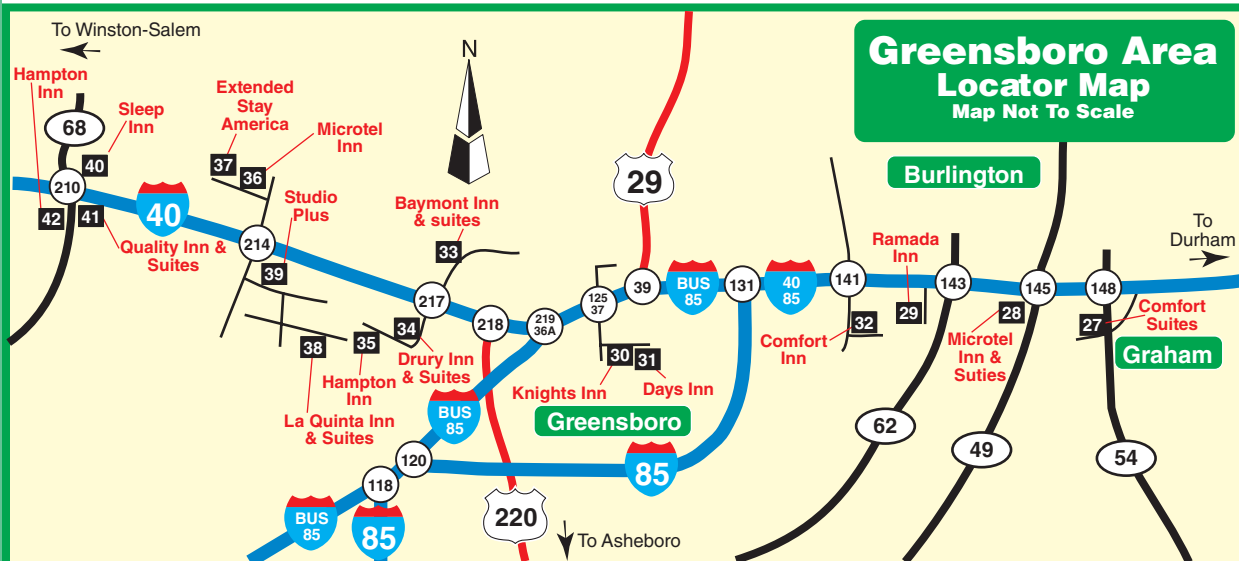 Greensboro Area
Locator Map
Map Not To Scale
To Winston-Salem
N
Hampton
Inn
68
Sleep
Inn
40
210
42
41
Quality Inn &
Suites
40
Extended
Stay
America
37
36
Microtel
Inn
Studio
Plus
214
39
38
La Quinta Inn
& Suites
35
Hampton
Inn
34
Drury Inn
& Suites
Baymont Inn
& suites
33
217
218
219
36A
125
37
39
29
BUS
85
131
40
85
30
31
Knights Inn
Days Inn
Greensboro
BUS
85
120
118
BUS
85
85
85
220
To Asheboro
Burlington
141
32
Comfort
Inn
Ramada
Inn
29
143
28
Microtel
Inn &
Suties
145
148
27
Comfort
Suites
Graham
To
Durham
62
49
54